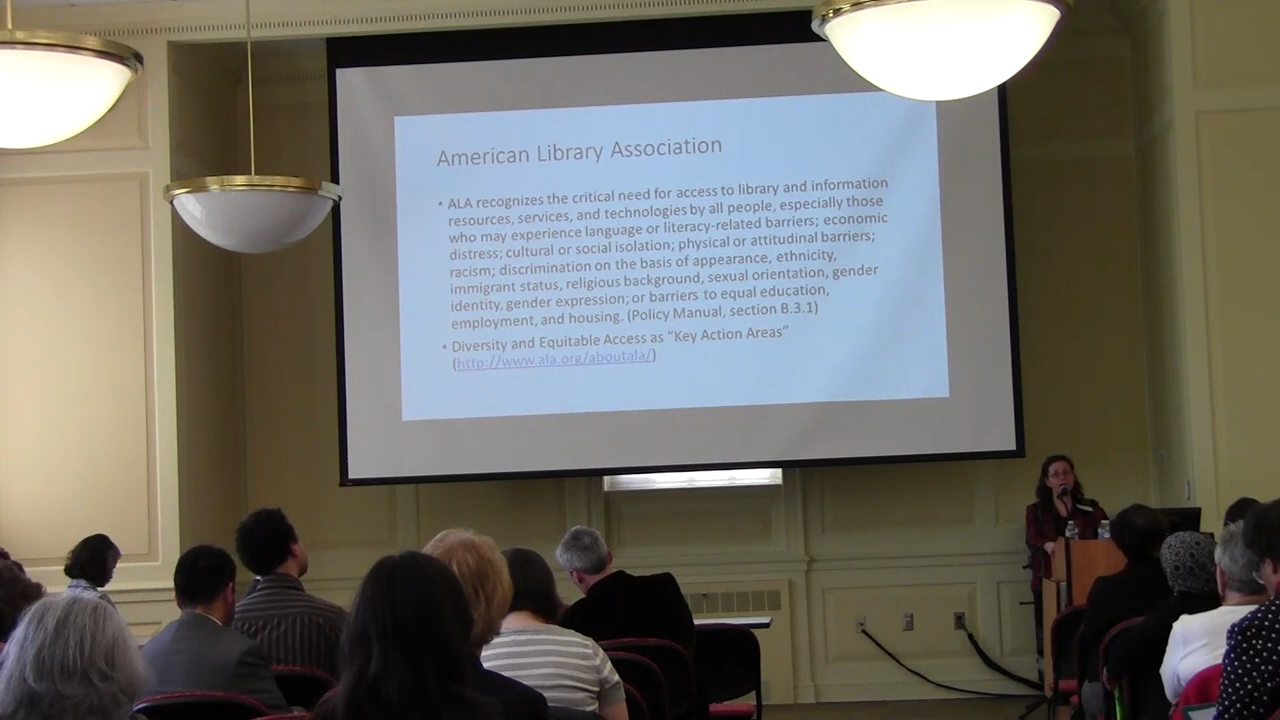 American Library Association
• ALA recognizes the critical need for access to library and information
resources, services, and technologies by all people, especially those
who may experience language or literacy-related barriers; economic
distress; cultural or social isolation; physical or attitudinal barriers;
racism; discrimination on the basis of appearance, ethnicity,
immigrant status, religious background, sexual orientation, gender
identity, gender expression; or barriers to equal education,
employment, and housing. (Policy Manual, section B.3.1)
• Diversity and Equitable Access as “Key Action Areas”
(http://www.ala.org/aboutala/)